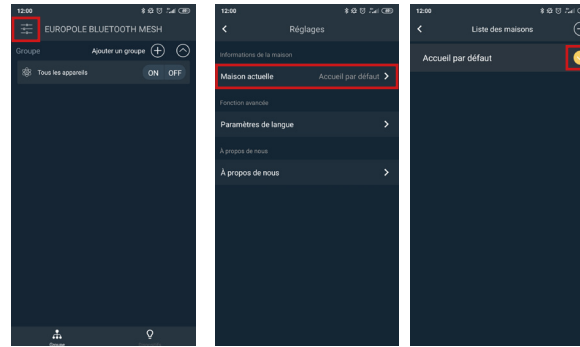 12:00
EUROPOLE BLUETOOTH MESH
Groupe
Ajouter un groupe
Tous les appareils
ON OFF
Groupe
12:00
Réglages
Informations de la maison
Maison actuelle
Accueil par défaut
Fonction avancée
Paramètres de langue
À propos de nous
À propos de nous
12:00
Liste des maisons
Accueil par défaut